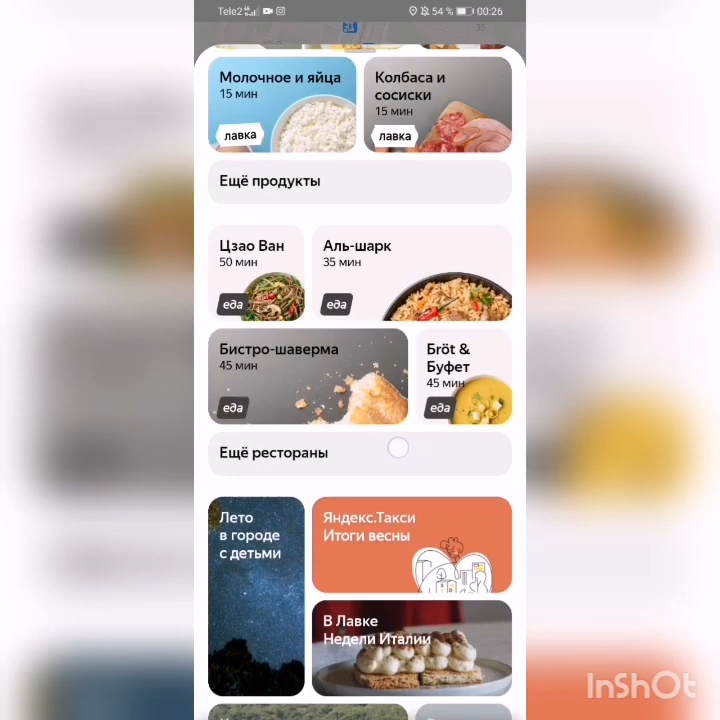 Tele2 54 % 00:26
35
Молочное и яйца
15 мин
лавка
Колбаса и
сосиски
15 мин
лавка
Ещё продукты
Цзао Ван
50 мин
еда
Аль-шарк
35 мин
еда
Бистро-шаверма
45 мин
еда
Bröt &
Буфет
45 мин
еда
Ещё рестораны
Лето
в городе
с детьми
Яндекс.Такси
Итоги весны
В Лавке
Недели Италии
InShOt